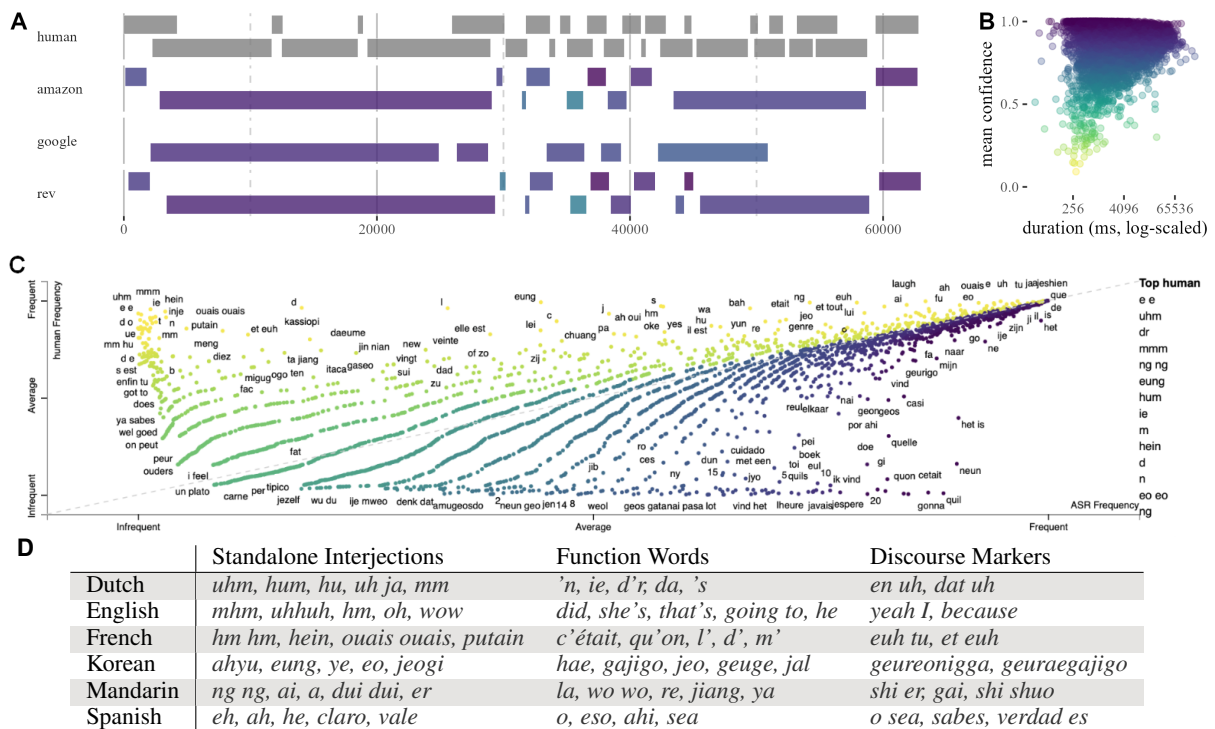 A
human
amazon
google
rev
0 20000 40000 60000
B
mean confidence
1.0
0.5
0.0
256 4096 65536
duration (ms, log-scaled)
C
human Frequency)
Frequent
Average
Infrequent
Infrequent Average Frequent
ASR Frequency
uhm mmm hein
e e ie inje ouais ouais
d o t n putain
ue mm
mm hu meng
d e
s est b
enfin tu
got to
does
ya sabes
wel goed
on peut
peur
ouders
i feel
un plato
carne
per tipico
jezelf
wu du
ije mweo
denk dat
amugeosdo
2
neun geo
jen14 8
weol
geos gatanai pasa lot
vind het
lheure
javais
jespere
20
gonna
quil
d
kassiopi
et euh
daeume
diez
ta jiang
jin nian
migug ogo ten
itaca gaseo
fac
fat
new
vingt
sui
veinte
dad
zu
l
elle est
of zo
eung
lei
c
chuang
zij
j
pa
ah oui
s
hm
oke yes
wa
hu
il est
bah
yun re
etait
ng
jeo
genre
et tout
euh
lui
o
laugh
ai
fu
ah
ouais e uh tu jaajeshien
eo
que
de
ji il is
zijn het
go ije
ne
fa naar
mijn
geurigo
vind
casi
nai
reulelkaar
geongeos
por ahi
het is
quelle
doe
pei
boek
cuidado
met een
toi eul
gi
neun
quon cetait
10
ik vind
5quils
jyo
15
dun
ny
ro
ces
jib
Top human
e e
uhm
dr
mmm
ng ng
eung
hum
ie
m
hein
d
n
eo eo
ng
D
Standalone Interjections Function Words Discourse Markers
Dutch uhm, hum, hu, uh ja, mm 'n, ie, d'r, da, 's en uh, dat uh
English mhm, uhhuh, hm, oh, wow did, she's, that's, going to, he yeah I, because
French hm hm, hein, ouais ouais, putain c'était, qu'on, l', d', m' euh tu, et euh
Korean ahyu, eung, ye, eo, jeogi hae, gajigo, jeo, geuge, jal geureonigga, geuraegajigo
Mandarin ng ng, ai, a, dui dui, er la, wo wo, re, jiang, ya shi er, gai, shi shuo
Spanish eh, ah, he, claro, vale o, eso, ahi, sea o sea, sabes, verdad es